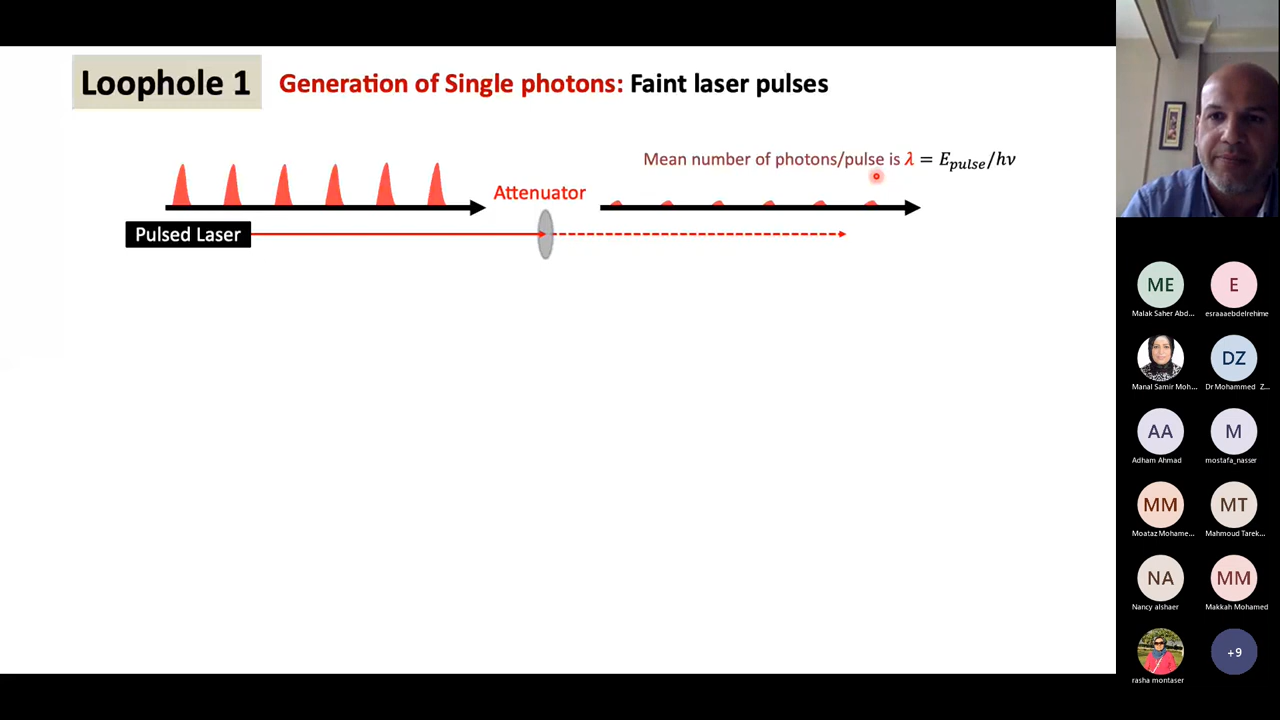 Loophole 1
Generation of Single photons: Faint laser pulses
Mean number of photons/pulse is λ = E_pulse/hν
Attenuator
Pulsed Laser
ME
E
Malak Saher Abd...
esraaaebdelrehime
DZ
Manal Samir Moh...
Dr Mohammed Z...
AA
M
Adham Ahmad
mostafa_nasser
MM
MT
Moataz Mohame...
Mahmoud Tarek...
NA
MM
Nancy alshaer
Makkah Mohamed
+9
rasha montaser